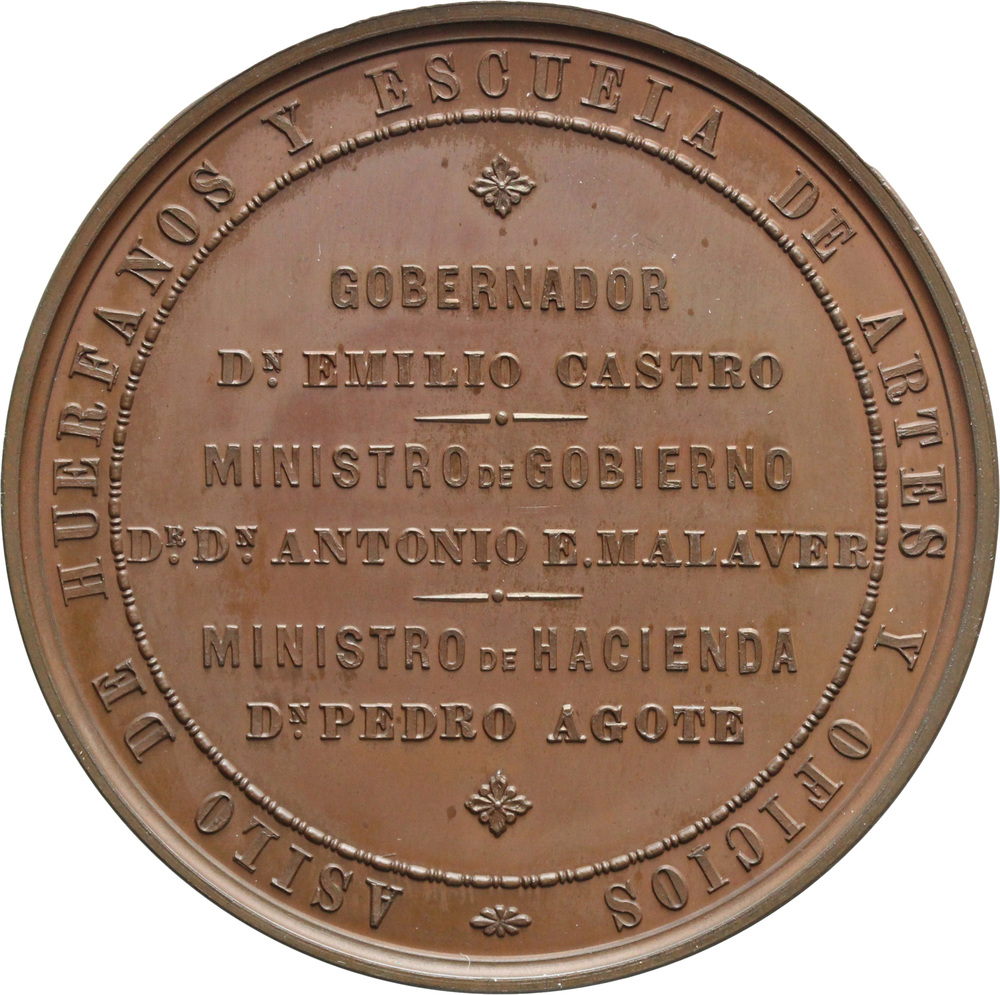 ASILO DE HUERFANOS Y ESCUELA DE ARTES Y OFICIOS
GOBERNADOR
DN. EMILIO CASTRO
MINISTRO DE GOBIERNO
DR. DN. ANTONIO E. MALAVER
MINISTRO DE HACIENDA
DN. PEDRO AGOTE